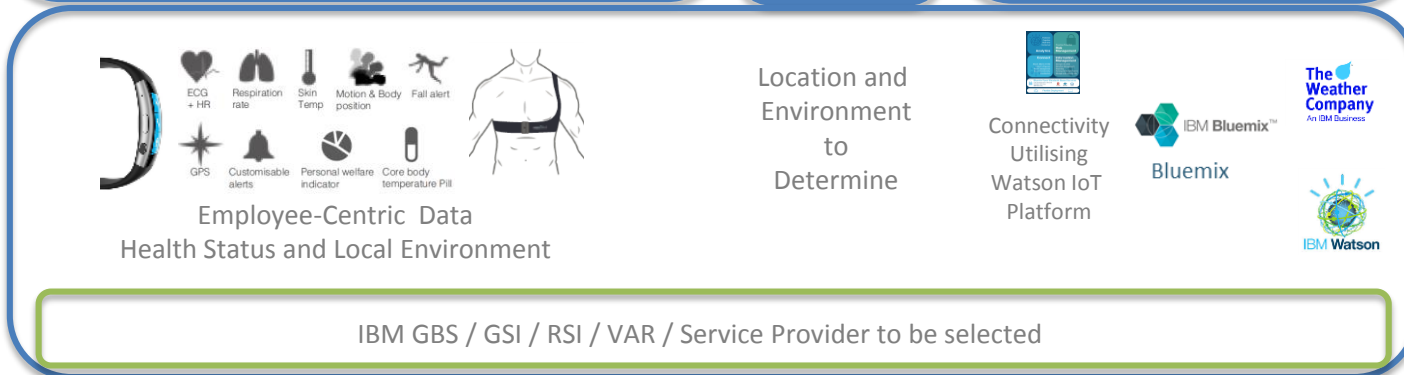 ECG
+ HR
Respiration
rate
Skin
Temp
Motion & Body
position
Fall alert
GPS
Customisable
alerts
Personal welfare
indicator
Core body
temperature Pill
Employee-Centric Data
Health Status and Local Environment
Location and
Environment
to
Determine
Connectivity
Utilising
Watson IoT
Platform
IBM Bluemix™
Bluemix
The
Weather
Company
An IBM Business
IBM Watson
IBM GBS / GSI / RSI / VAR / Service Provider to be selected